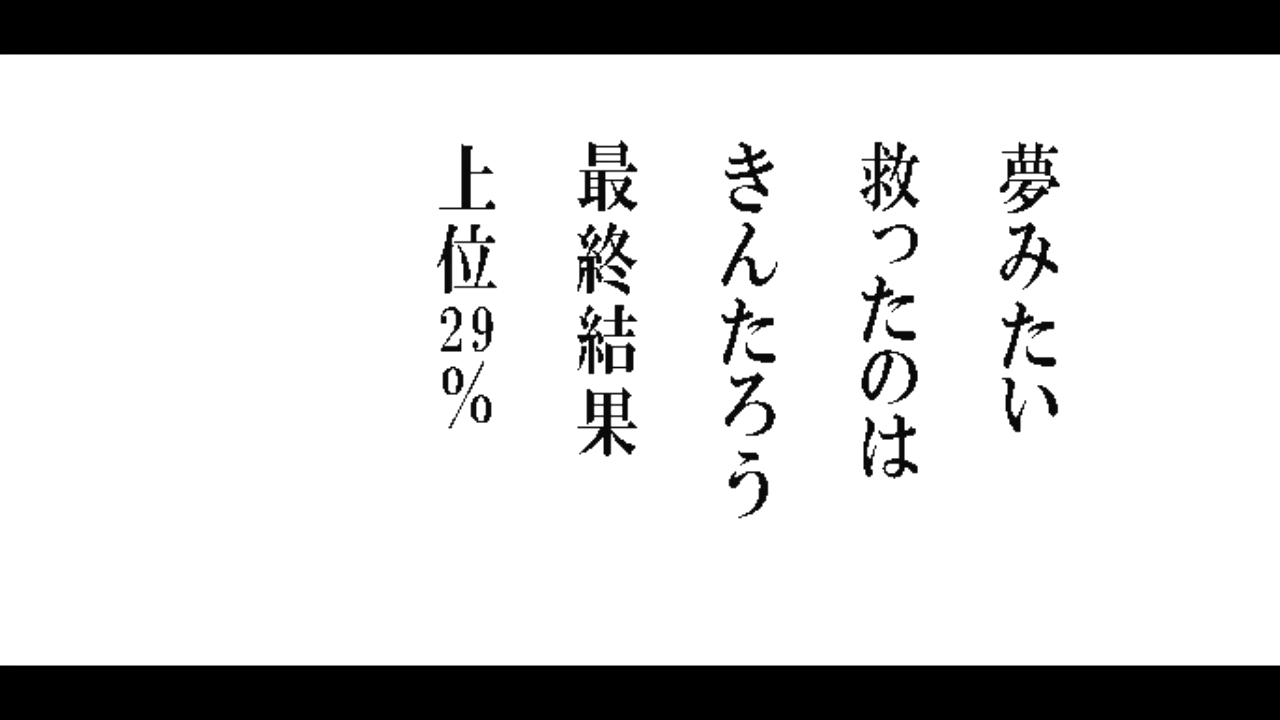 夢みたい
救ったのは
きんたろう
最終結果
上位29%